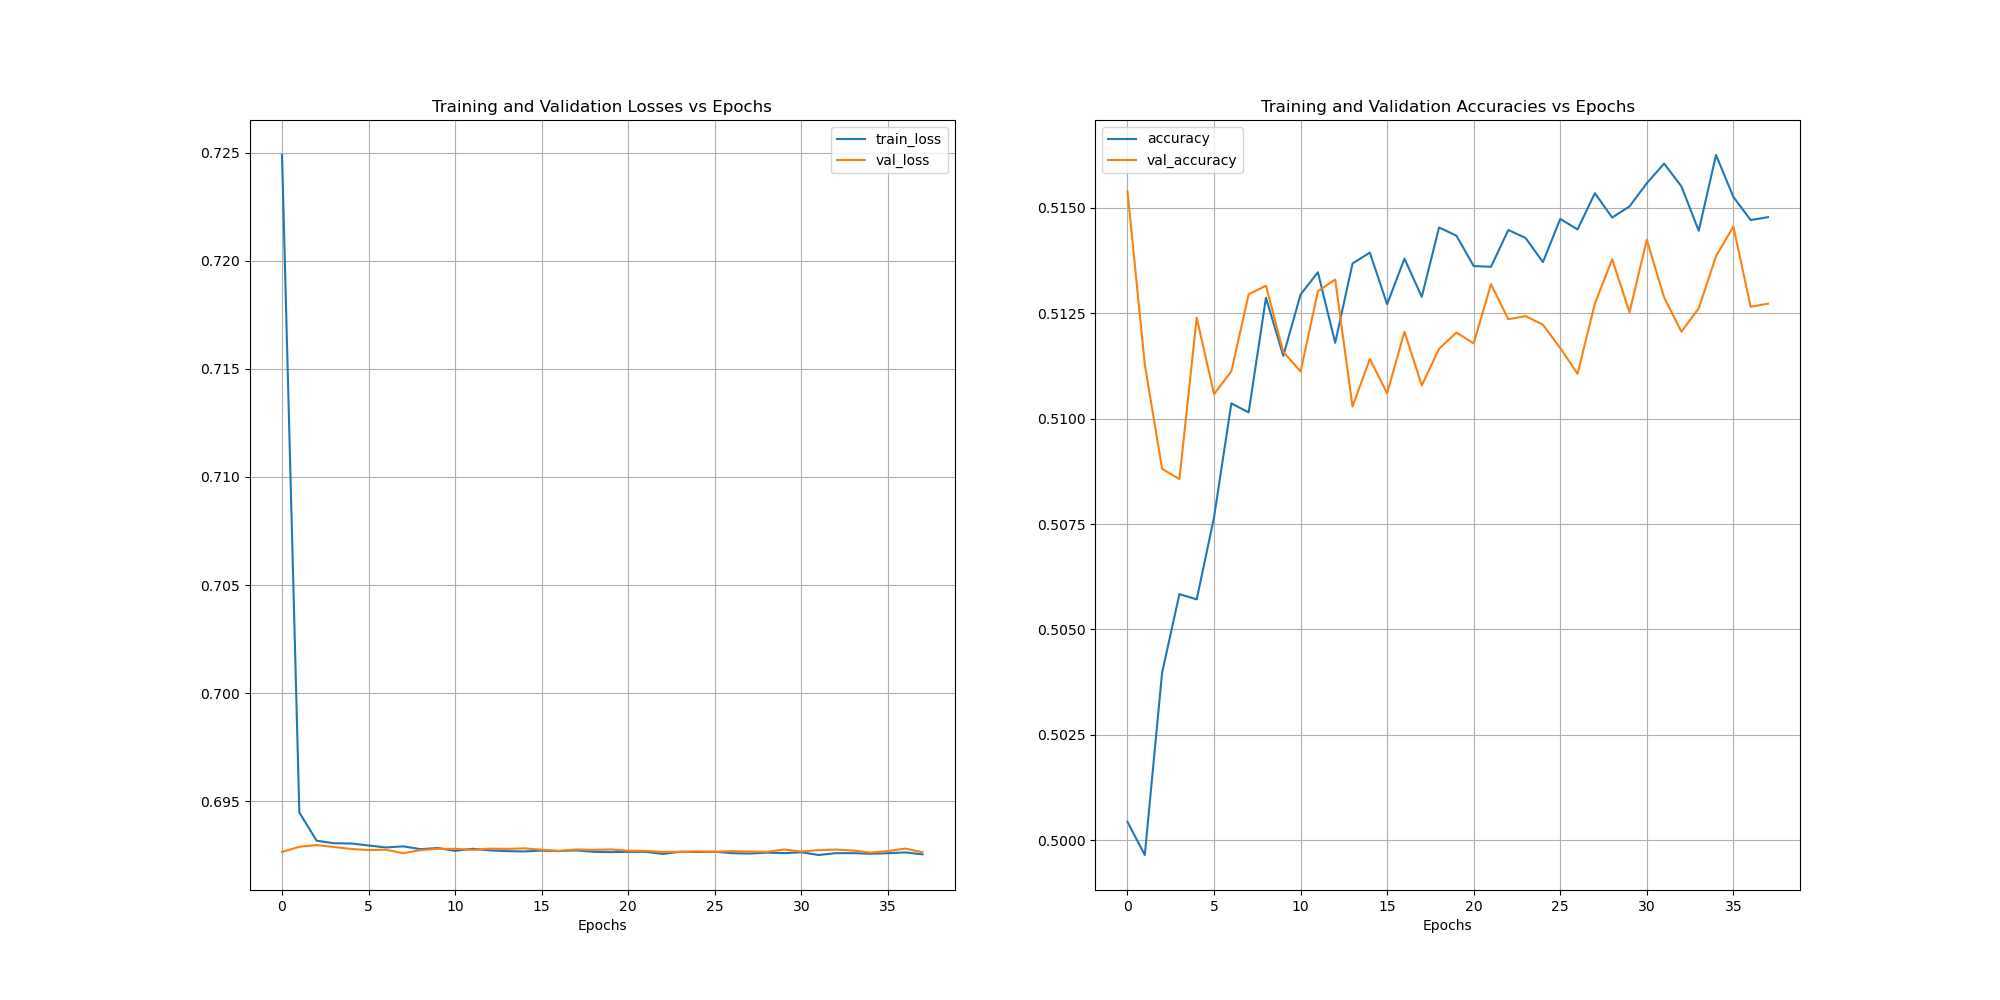 Training and Validation Losses vs Epochs
train_loss
val_loss
0.725
0.720
0.715
0.710
0.705
0.700
0.695
0 5 10 15 20 25 30 35
Epochs
Training and Validation Accuracies vs Epochs
accuracy
val_accuracy
0.5150
0.5125
0.5100
0.5075
0.5050
0.5025
0.5000
0 5 10 15 20 25 30 35
Epochs